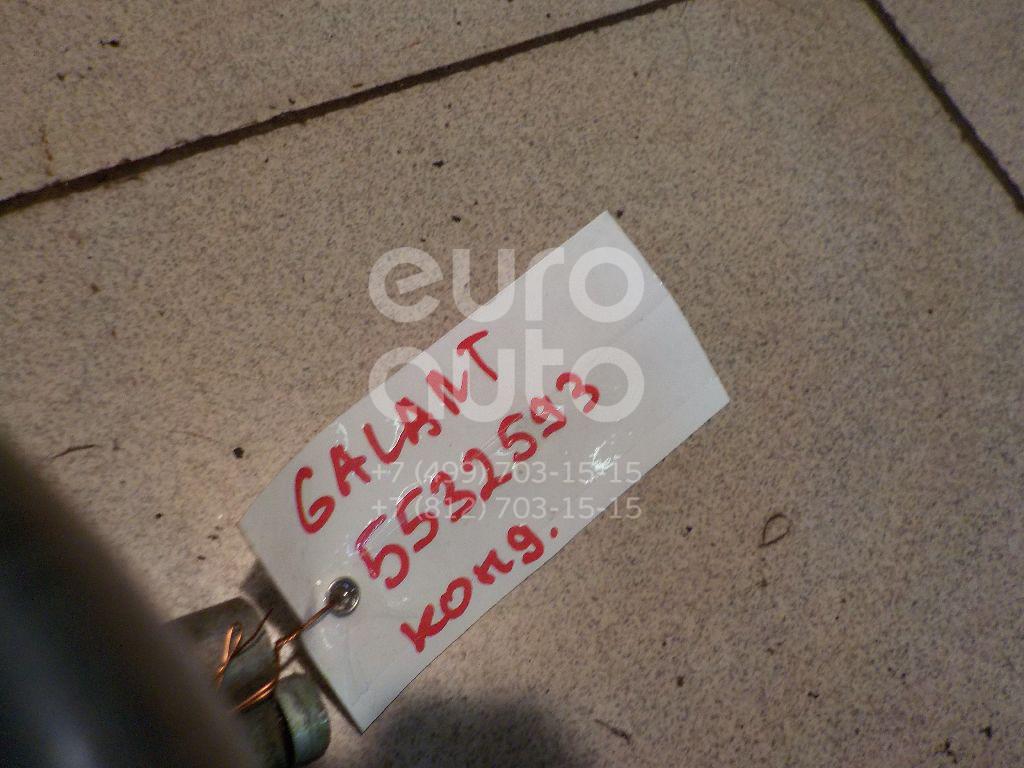 euro
auto
GALANT
5532593
+7 (499) 703-15-15
+7 (812) 703-15-15
конд.